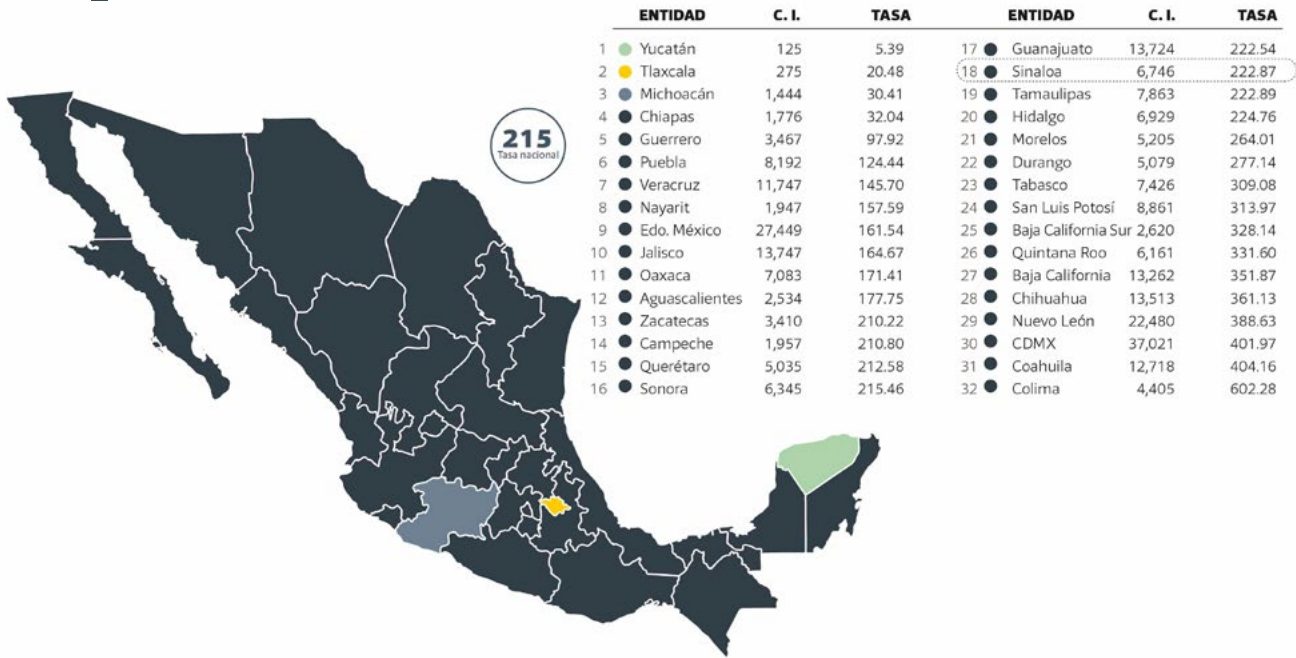 ENTIDAD C. I. TASA
1 Yucatán 125 5.39
2 Tlaxcala 275 20.48
3 Michoacán 1,444 30.41
4 Chiapas 1,776 32.04
5 Guerrero 3,467 97.92
6 Puebla 8,192 124.44
7 Veracruz 11,747 145.70
8 Nayarit 1,947 157.59
9 Edo. México 27,449 161.54
10 Jalisco 13,747 164.67
11 Oaxaca 7,083 171.41
12 Aguascalientes 2,534 177.75
13 Zacatecas 3,410 210.22
14 Campeche 1,957 210.80
15 Querétaro 5,035 212.58
16 Sonora 6,345 215.46
ENTIDAD C. I. TASA
17 Guanajuato 13,724 222.54
18 Sinaloa 6,746 222.87
19 Tamaulipas 7,863 222.89
20 Hidalgo 6,929 224.76
21 Morelos 5,205 264.01
22 Durango 5,079 277.14
23 Tabasco 7,426 309.08
24 San Luis Potosí 8,861 313.97
25 Baja California Sur 2,620 328.14
26 Quintana Roo 6,161 331.60
27 Baja California 13,262 351.87
28 Chihuahua 13,513 361.13
29 Nuevo León 22,480 388.63
30 CDMX 37,021 401.97
31 Coahuila 12,718 404.16
32 Colima 4,405 602.28
215
Tasa nacional